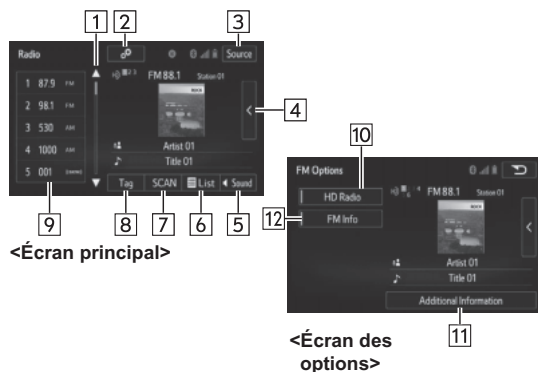 1 2 3
Radio Source
1 87.9 FM
2 98.1 FM
3 530 AM
4 1000 AM
5 001
FM 88.1 Station 01
4
Artist 01
Title 01
Tag SCAN List Sound
9 8 7 6 5
<Écran principal>
10
FM Options
HD Radio
12
FM Info
FM 88.1 Station 01
Artist 01
Title 01
Additional Information
11
<Écran des
options>